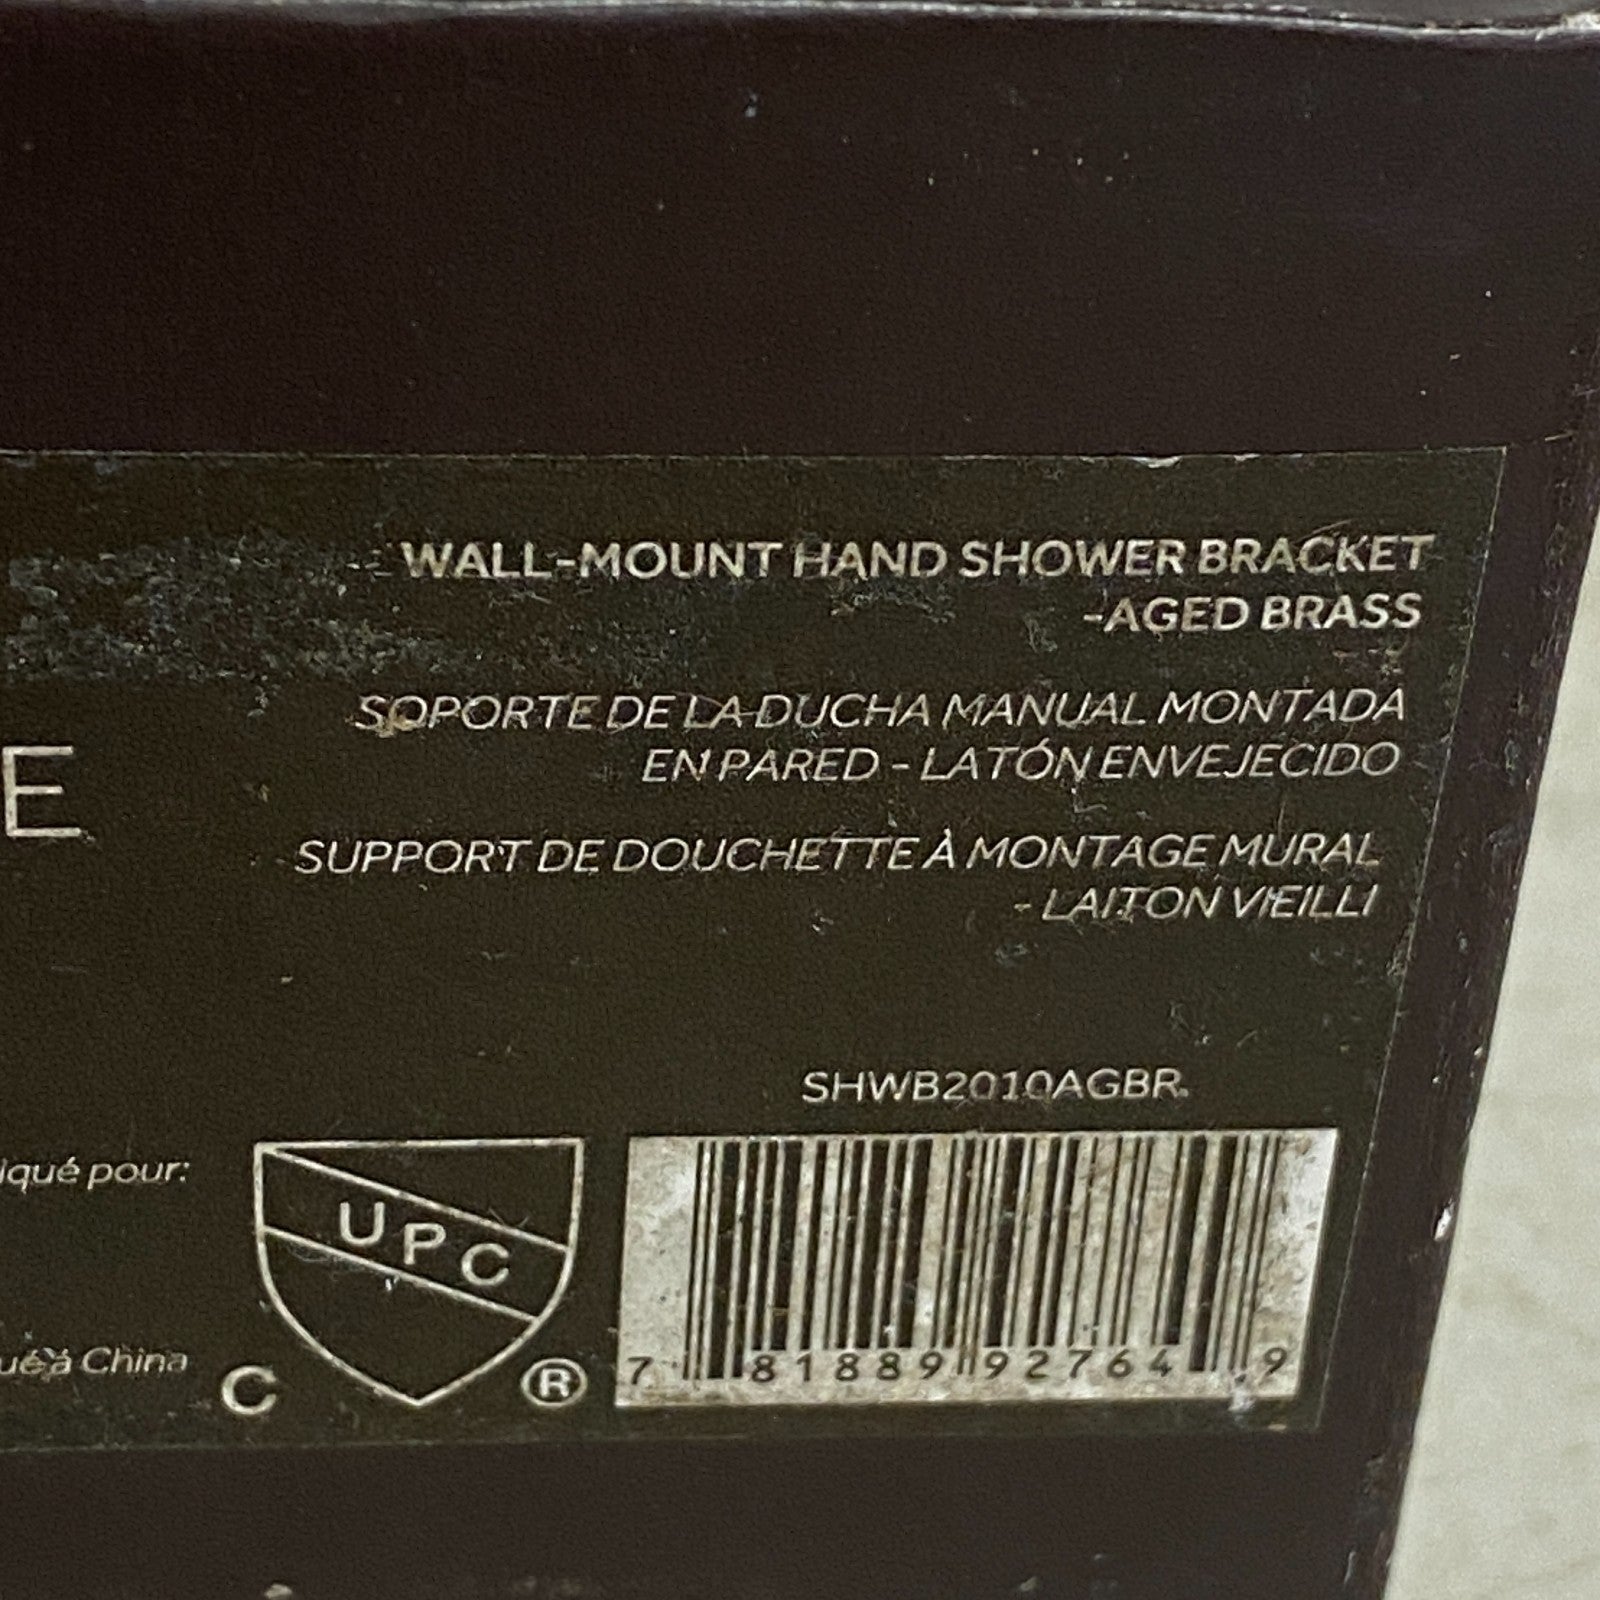 WALL-MOUNT HAND SHOWER BRACKET
-AGED BRASS
SOPORTE DE LA DUCHA MANUAL MONTADA
EN PARED - LATÓN ENVEJECIDO
E
SUPPORT DE DOUCHETTE À MONTAGE MURAL
- LAITON VIEILLI
SHWB2010AGBR
iqué pour:
UPC
ué à China
C
®
7 81889 92764 9